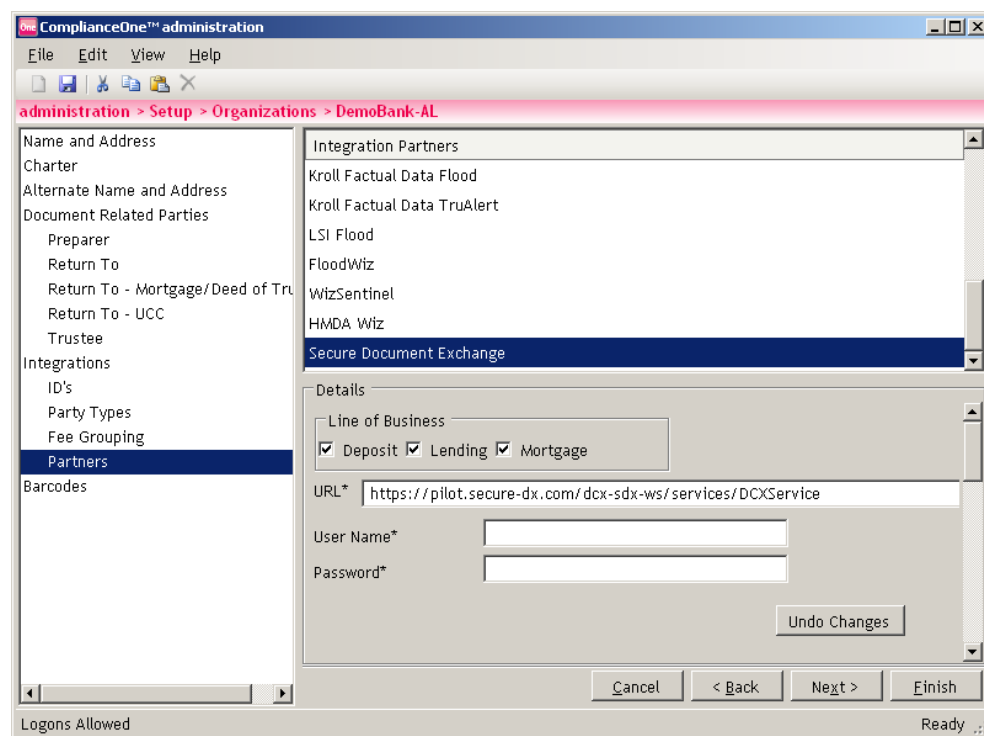 One ComplianceOne™ administration
File Edit View Help
administration > Setup > Organizations > DemoBank-AL
Name and Address
Charter
Alternate Name and Address
Document Related Parties
Preparer
Return To
Return To - Mortgage/Deed of Tru
Return To - UCC
Trustee
Integrations
ID's
Party Types
Fee Grouping
Partners
Barcodes
Integration Partners
Kroll Factual Data Flood
Kroll Factual Data TruAlert
LSI Flood
FloodWiz
WizSentinel
HMDA Wiz
Secure Document Exchange
Details
Line of Business
Deposit Lending Mortgage
URL* https://pilot.secure-dx.com/dcx-sdx-ws/services/DCXService
User Name*
Password*
Undo Changes
Cancel < Back Next > Finish
Logons Allowed Ready